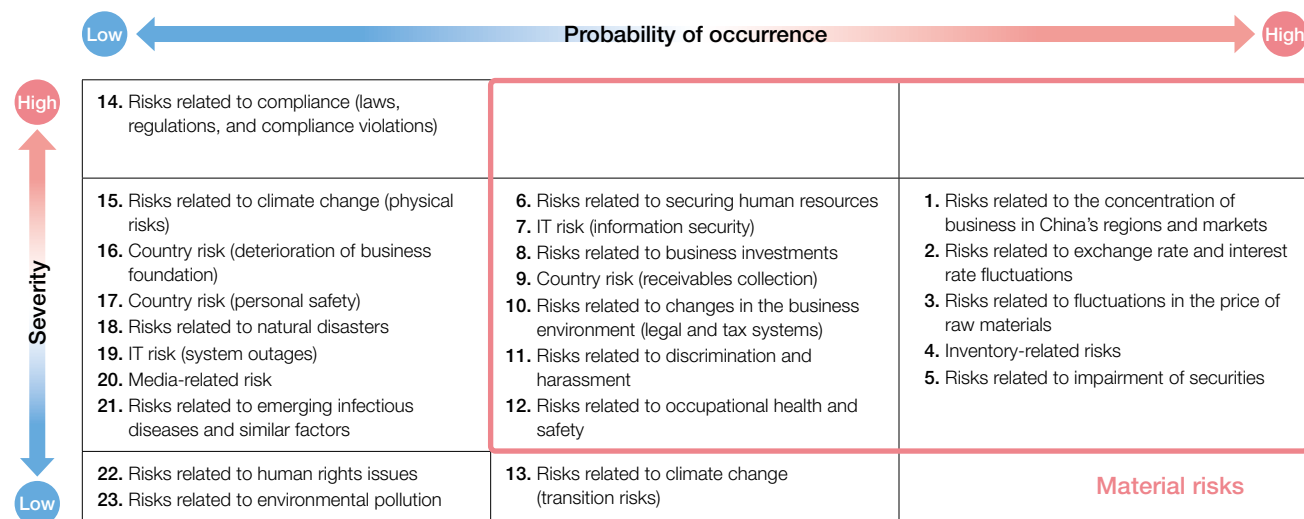 Low
Probability of occurrence
High
High
Severity
Low
14. Risks related to compliance (laws,
regulations, and compliance violations)
15. Risks related to climate change (physical
risks)
16. Country risk (deterioration of business
foundation)
17. Country risk (personal safety)
18. Risks related to natural disasters
19. IT risk (system outages)
20. Media-related risk
21. Risks related to emerging infectious
diseases and similar factors
6. Risks related to securing human resources
7. IT risk (information security)
8. Risks related to business investments
9. Country risk (receivables collection)
10. Risks related to changes in the business
environment (legal and tax systems)
11. Risks related to discrimination and
harassment
12. Risks related to occupational health and
safety
1. Risks related to the concentration of
business in China’s regions and markets
2. Risks related to exchange rate and interest
rate fluctuations
3. Risks related to fluctuations in the price of
raw materials
4. Inventory-related risks
5. Risks related to impairment of securities
22. Risks related to human rights issues
23. Risks related to environmental pollution
13. Risks related to climate change
(transition risks)
Material risks